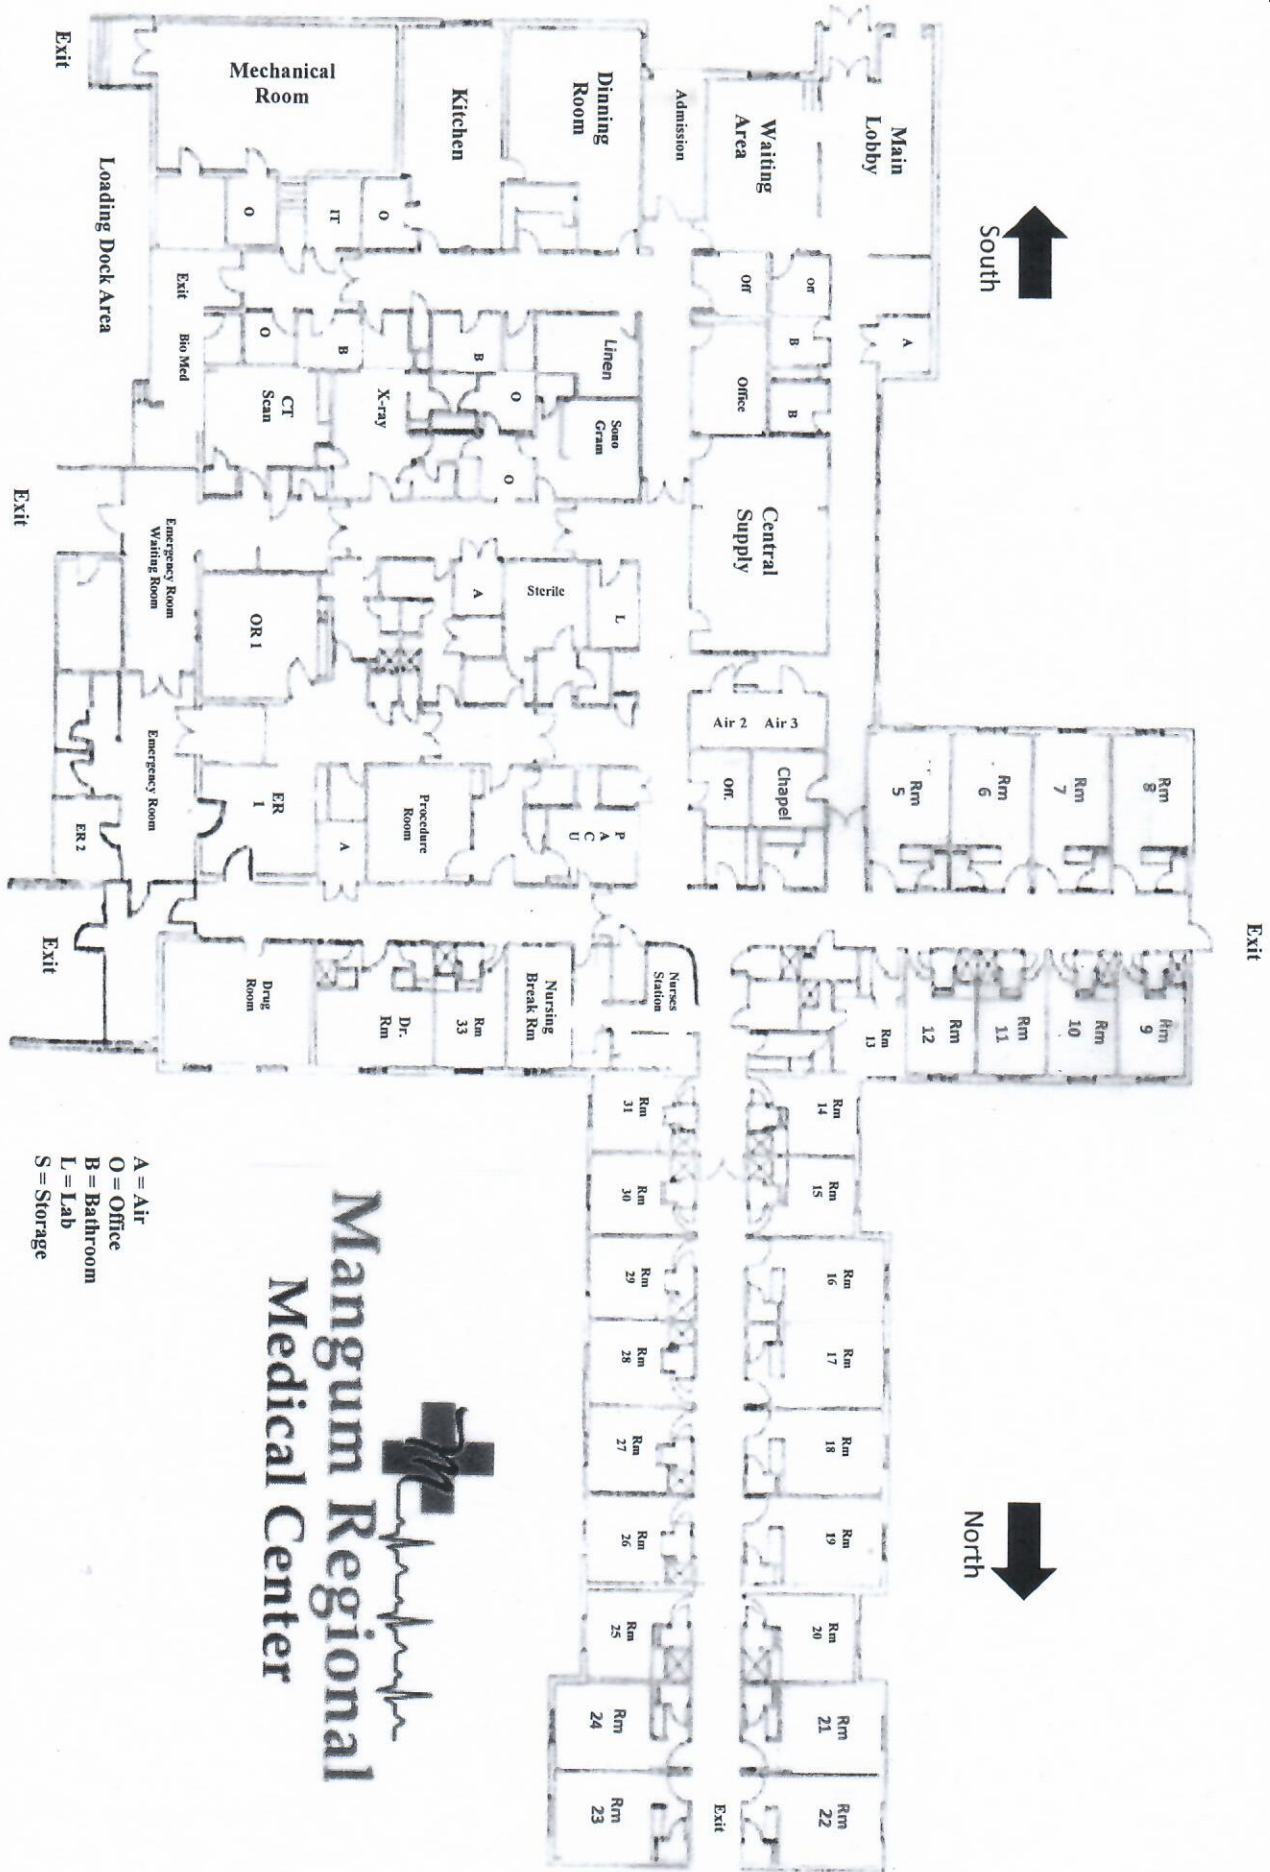 Exit
Mechanical
Room
Kitchen
Dinning
Room
Admission
Waiting
Area
Main
Lobby
South
Loading Dock Area
O
IT
O
Off
Off
Exit
Bio Med
O
B
B
Linen
B
A
CT
Scan
X-ray
O
Sono
Gram
Office
B
O
Exit
Emergency Room
Waiting Room
OR 1
A
Sterile
L
Central
Supply
Air 2
Air 3
Emergency Room
ER
1
ER 2
A
Procedure
Room
P
A
C
U
Off.
Chapel
Rm
5
Rm
6
Rm
7
Rm
8
Exit
Exit
Drug
Room
Dr.
Rm
Rm
33
Nursing
Break Rm
Nurses
Station
Rm
13
Rm
12
Rm
11
Rm
10
Rm
9
Rm
31
Rm
14
Rm
30
Rm
15
Rm
29
Rm
16
Rm
28
Rm
17
Rm
27
Rm
18
Rm
26
Rm
19
Rm
25
Rm
20
Rm
24
Rm
21
Rm
23
Exit
Rm
22
North
A = Air
O = Office
B = Bathroom
L = Lab
S = Storage
M
Mangum Regional
Medical Center